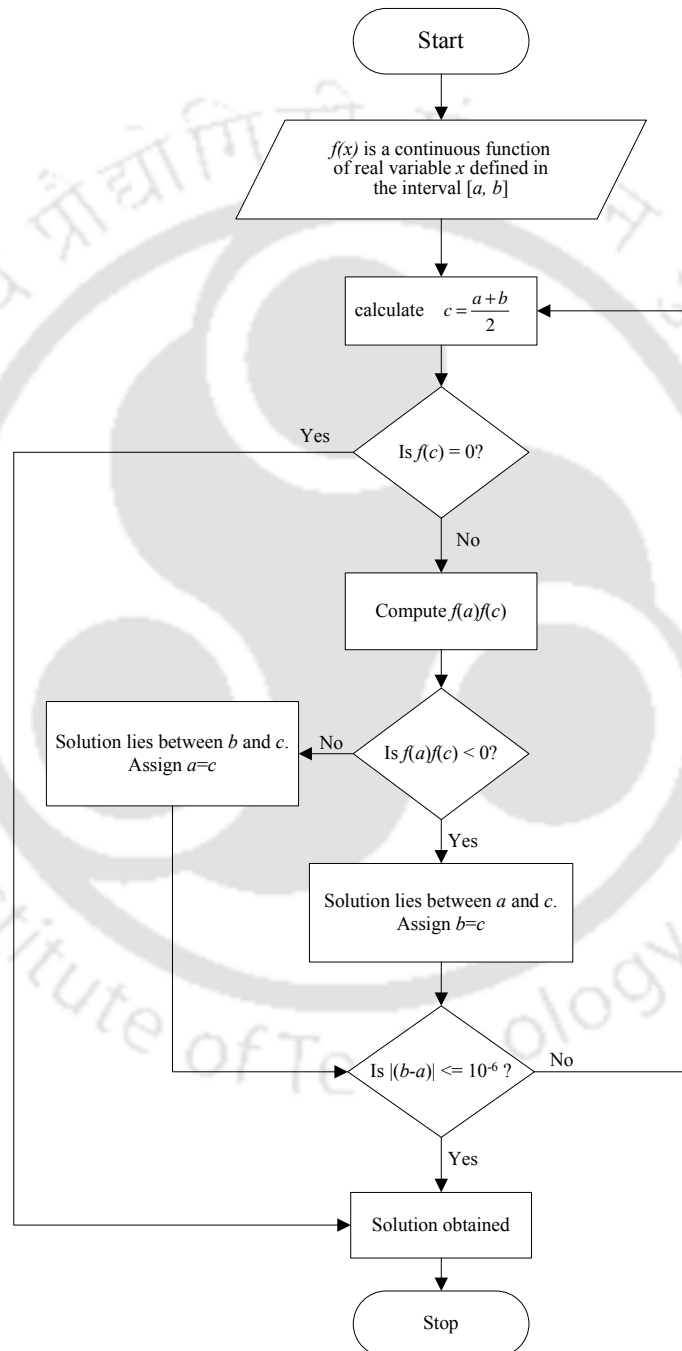 Start
f(x) is a continuous function
of real variable x defined in
the interval [a, b]
calculate c = \frac{a+b}{2}
Yes
Is f(c) = 0?
No
Compute f(a)f(c)
Solution lies between b and c.
Assign a=c
No
Is f(a)f(c) < 0?
Yes
Solution lies between a and c.
Assign b=c
Is |(b-a)| <= 10⁻⁶ ?
No
Yes
Solution obtained
Stop